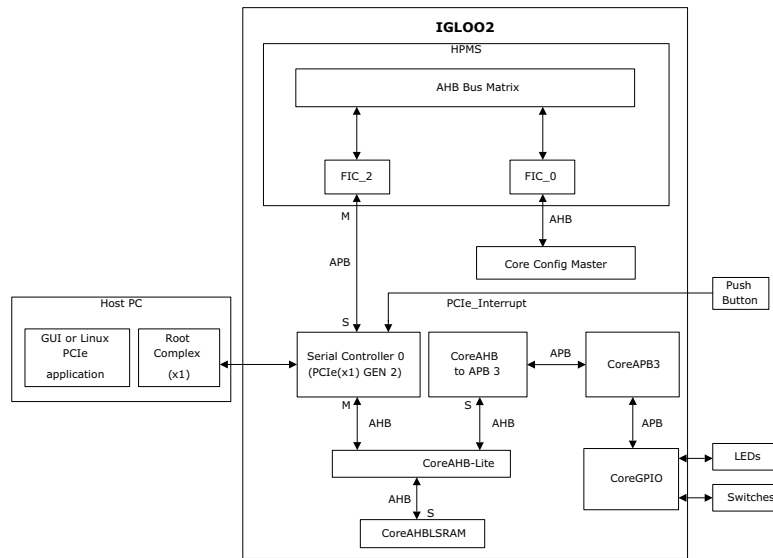 IGLOO2
HPMS
AHB Bus Matrix
FIC_2
FIC_0
M
AHB
APB
Core Config Master
Push
Button
PCIe_Interrupt
Host PC
S
GUI or Linux
PCIe
application
Root
Complex
(x1)
Serial Controller 0
(PCIe(x1) GEN 2)
CoreAHB
to APB 3
APB
CoreAPB3
M
S
AHB
AHB
APB
CoreAHB-Lite
CoreGPIO
LEDs
AHB
S
Switches
CoreAHBLSRAM